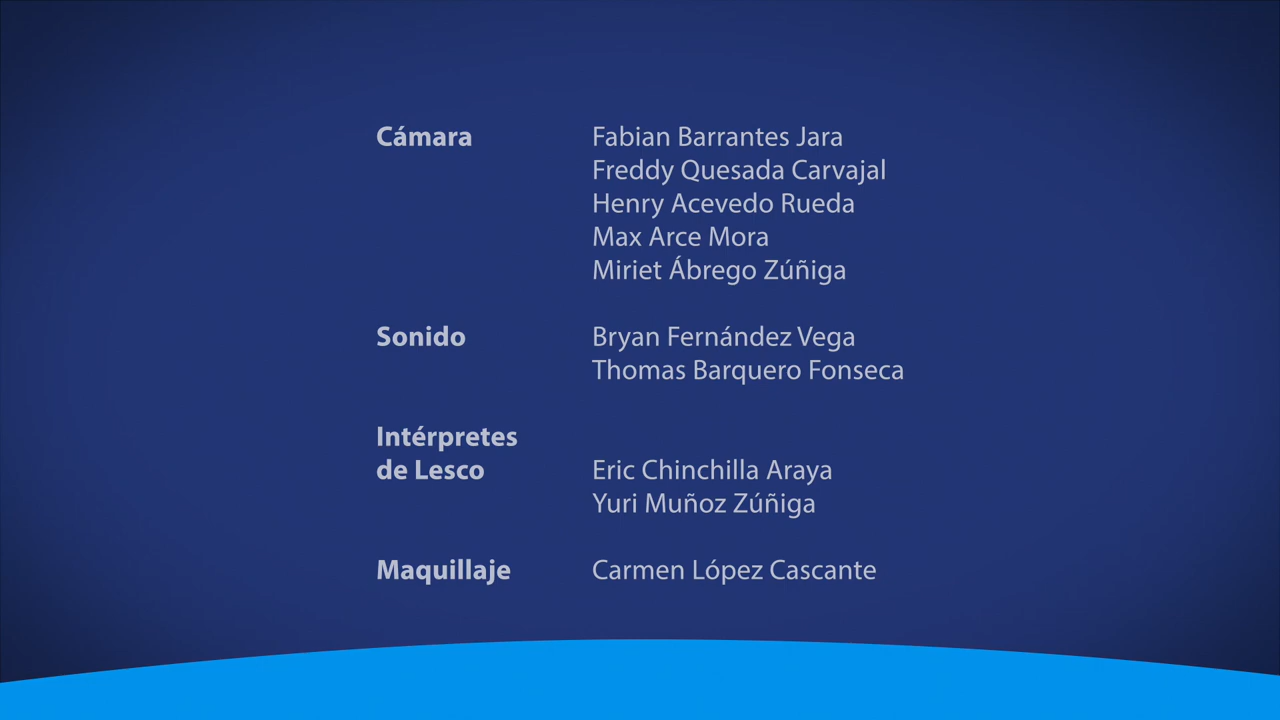 Cámara Fabian Barrantes Jara
Freddy Quesada Carvajal
Henry Acevedo Rueda
Max Arce Mora
Miriet Ábrego Zúñiga
Sonido Bryan Fernández Vega
Thomas Barquero Fonseca
Intérpretes
de Lesco Eric Chinchilla Araya
Yuri Muñoz Zúñiga
Maquillaje Carmen López Cascante